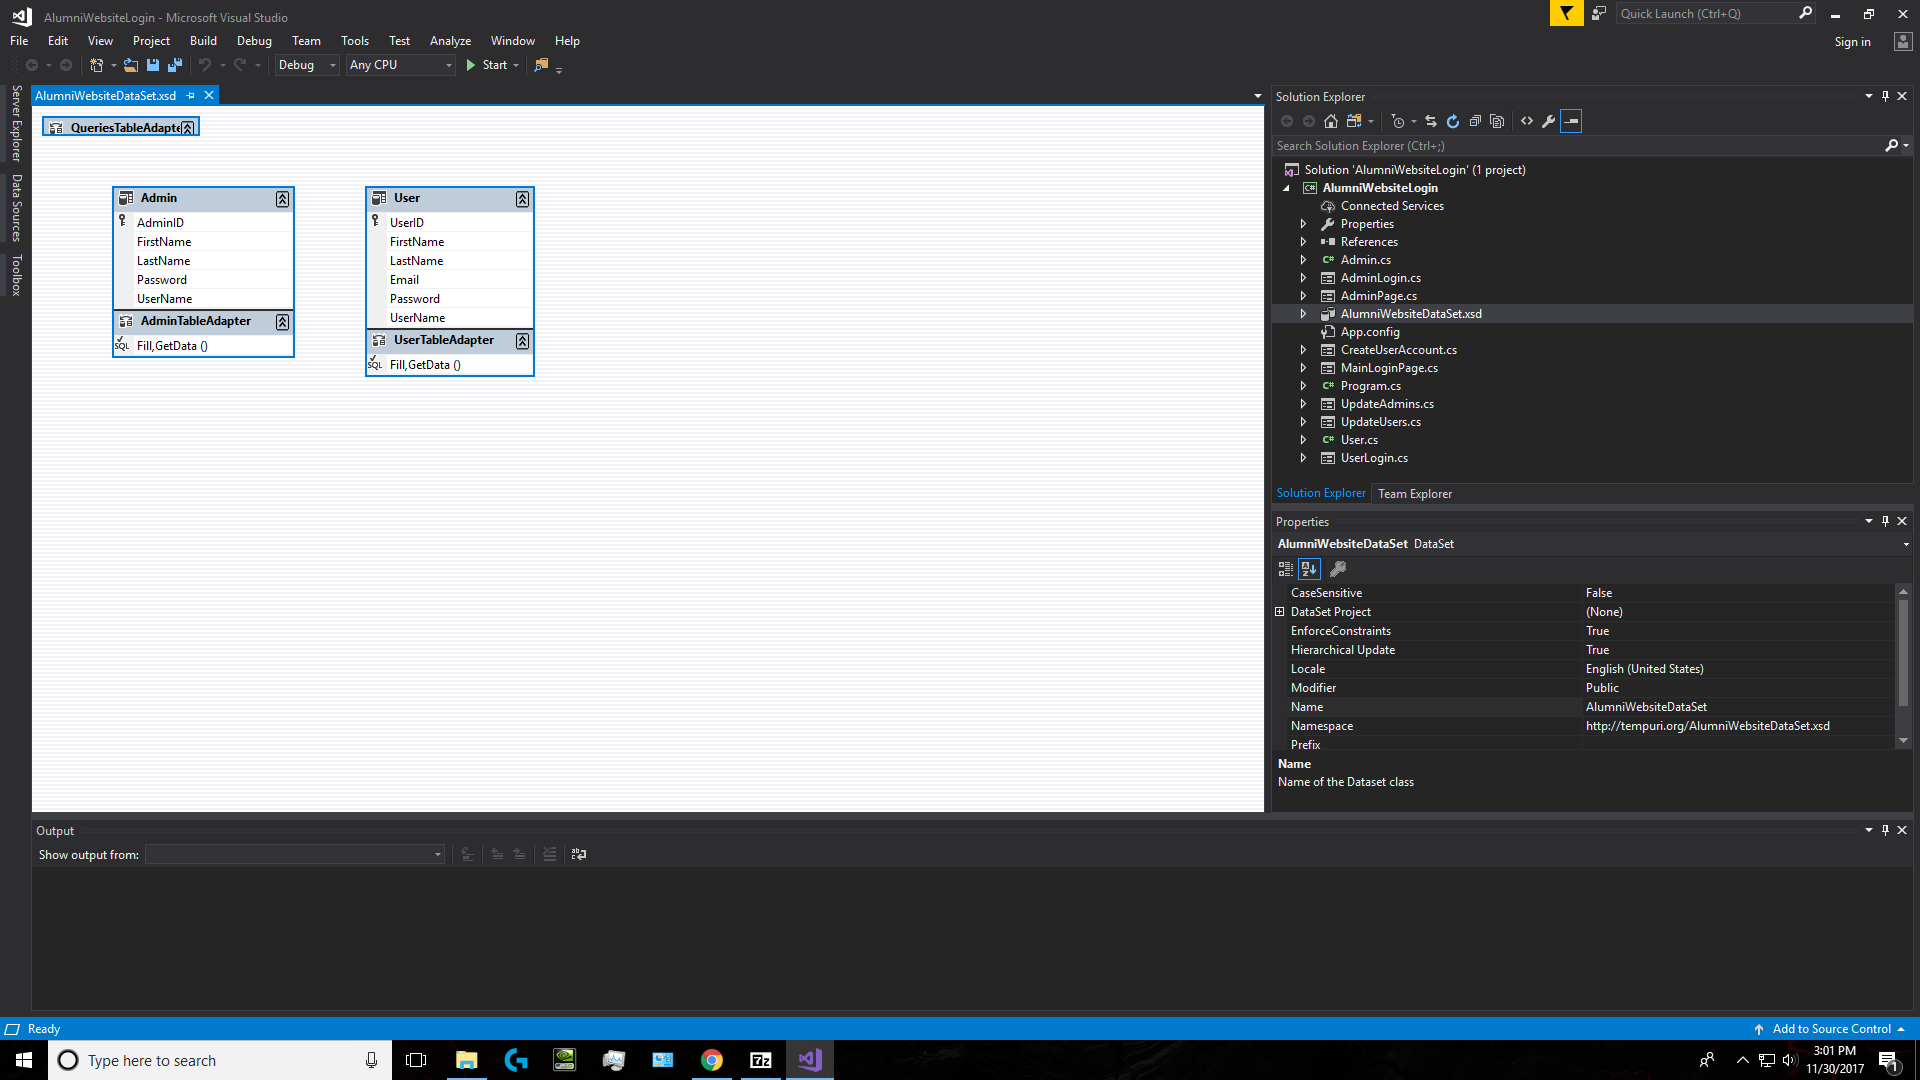 AlumniWebsiteLogin - Microsoft Visual Studio
Quick Launch (Ctrl+Q)
File Edit View Project Build Debug Team Tools Test Analyze Window Help
Sign in
Debug Any CPU Start
Server Explorer
Data Sources
Toolbox
AlumniWebsiteDataSet.xsd
QueriesTableAdapte
Admin
AdminID
FirstName
LastName
Password
UserName
AdminTableAdapter
SQL Fill,GetData ()
User
UserID
FirstName
LastName
Email
Password
UserName
UserTableAdapter
SQL Fill,GetData ()
Solution Explorer
Search Solution Explorer (Ctrl+;)
Solution 'AlumniWebsiteLogin' (1 project)
C# AlumniWebsiteLogin
Connected Services
Properties
References
C# Admin.cs
AdminLogin.cs
AdminPage.cs
AlumniWebsiteDataSet.xsd
App.config
CreateUserAccount.cs
MainLoginPage.cs
C# Program.cs
UpdateAdmins.cs
UpdateUsers.cs
C# User.cs
UserLogin.cs
Solution Explorer Team Explorer
Properties
AlumniWebsiteDataSet DataSet
CaseSensitive False
DataSet Project (None)
EnforceConstraints True
Hierarchical Update True
Locale English (United States)
Modifier Public
Name AlumniWebsiteDataSet
Namespace http://tempuri.org/AlumniWebsiteDataSet.xsd
Prefix
Name
Name of the Dataset class
Output
Show output from:
Ready
Add to Source Control
Type here to search
7z
3:01 PM
11/30/2017
1